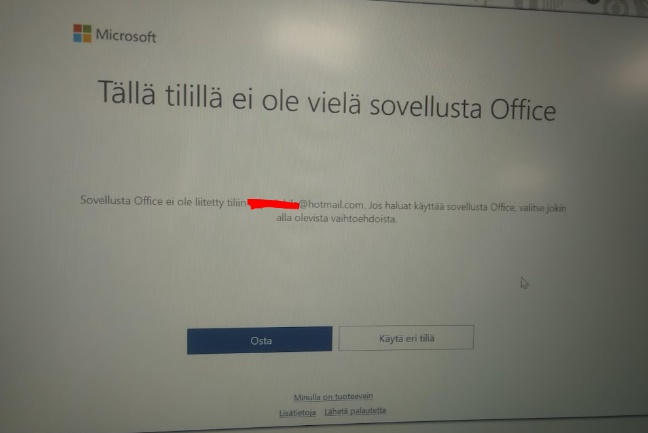 Microsoft
Tällä tilillä ei ole vielä sovellusta Office
Sovellusta Office ei ole liitetty tiliin @hotmail.com. Jos haluat käyttää sovellusta Office, valitse jokin
alla olevista vaihtoehdoista.
Osta
Käytä eri tiliä
Minulla on tuoteavain
Lisätietoja Lähetä palautetta